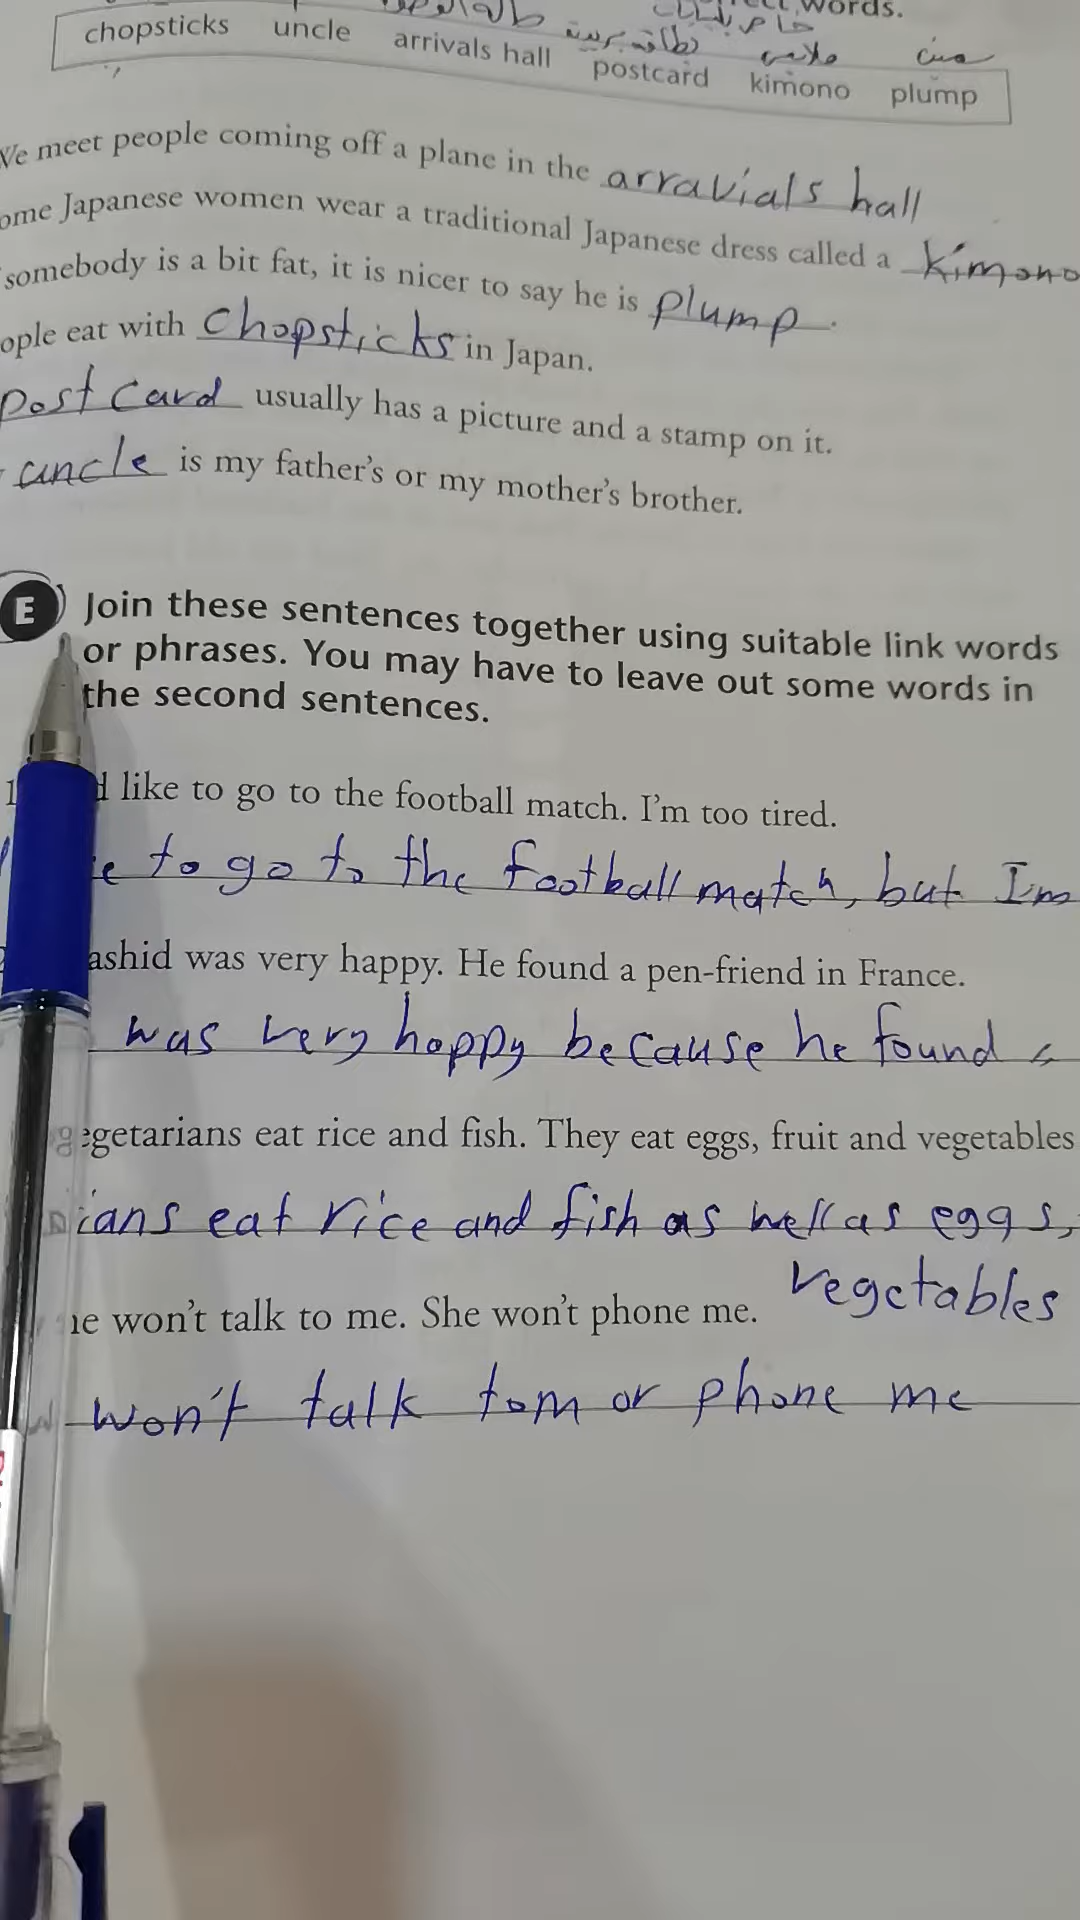 words.
chopsticks uncle arrivals hall postcard kimono plump
We meet people coming off a plane in the arravials hall
ome Japanese women wear a traditional Japanese dress called a kimono
somebody is a bit fat, it is nicer to say he is plump.
ople eat with chopsticks in Japan.
Postcard usually has a picture and a stamp on it.
uncle is my father's or my mother's brother.
E Join these sentences together using suitable link words
or phrases. You may have to leave out some words in
the second sentences.
1 d like to go to the football match. I'm too tired.
e to go to the football match, but Im
ashid was very happy. He found a pen-friend in France.
was very happy because he found a
egetarians eat rice and fish. They eat eggs, fruit and vegetables
ians eat rice and fish as well as eggs,
vegetables
he won't talk to me. She won't phone me.
won't talk tom or phone me